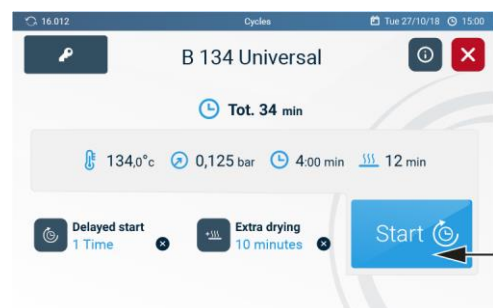 16.012 Cycles Tue 27/10/18 15:00
B 134 Universal
Tot. 34 min
134,0°c 0,125 bar 4:00 min 12 min
Delayed start Extra drying Start
1 Time 10 minutes